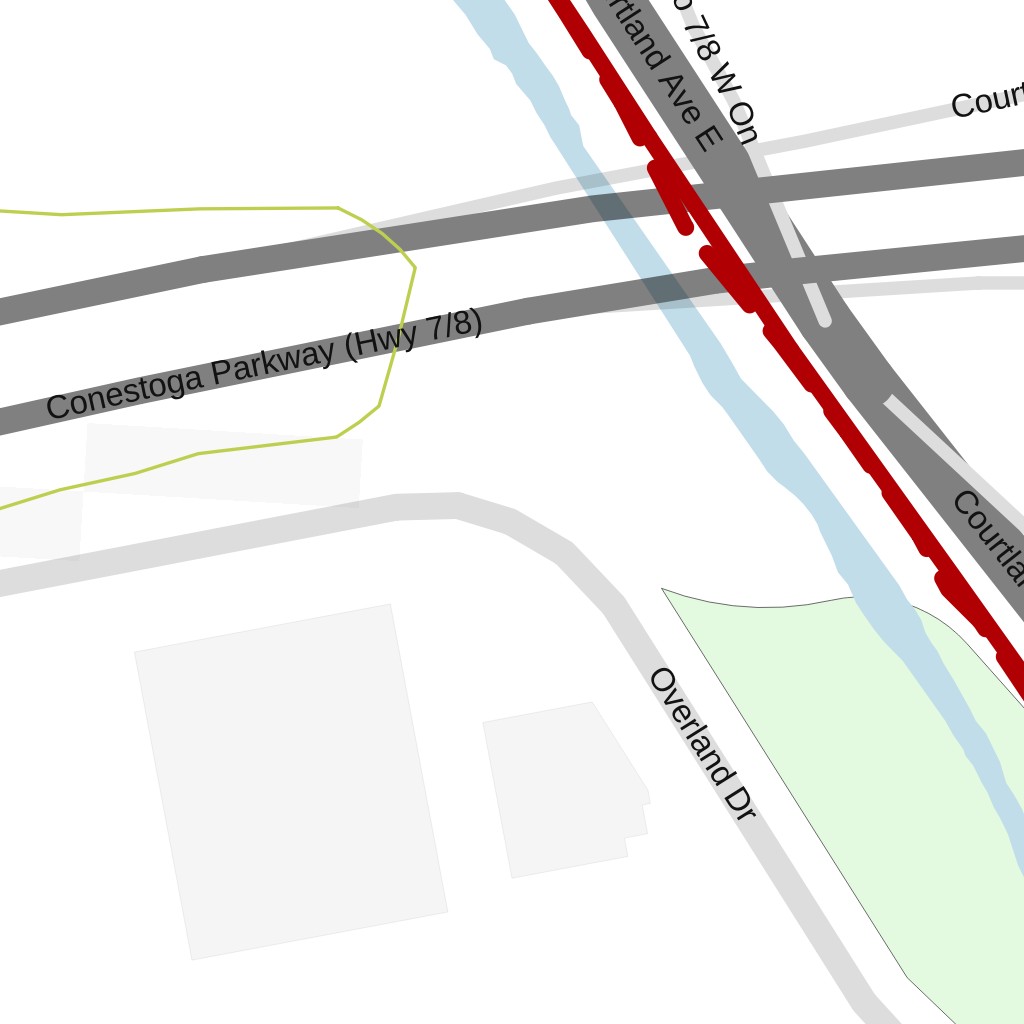 rtland Ave E
o 7/8 W On
Court
Conestoga Parkway (Hwy 7/8)
Courtla
Overland Dr